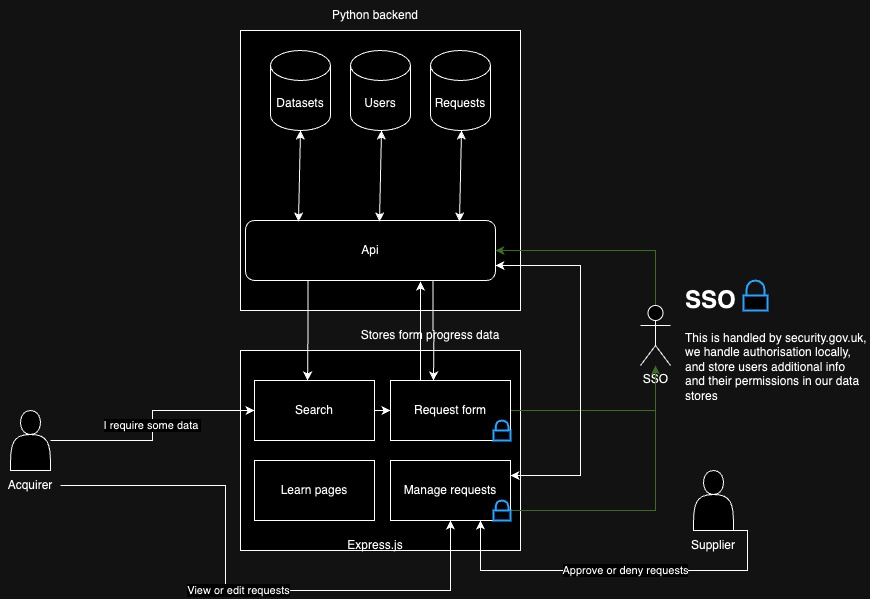 Python backend
Datasets
Users
Requests
Api
SSO
This is handled by security.gov.uk,
we handle authorisation locally,
and store users additional info
and their permissions in our data
stores
Stores form progress data
SSO
Search
Request form
I require some data
Acquirer
Learn pages
Manage requests
Supplier
Express.js
Approve or deny requests
View or edit requests